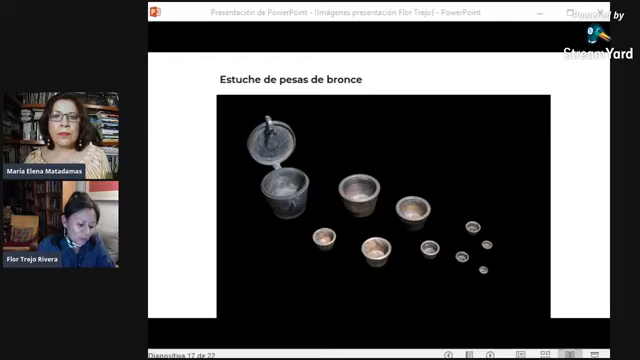 Presentación de PowerPoint - [Imágenes presentación Flor Trejo] - PowerPoint
Powered by
StreamYard
Estuche de pesas de bronce
María Elena Matadamas
Flor Trejo Rivera
Diapositiva 17 de 22